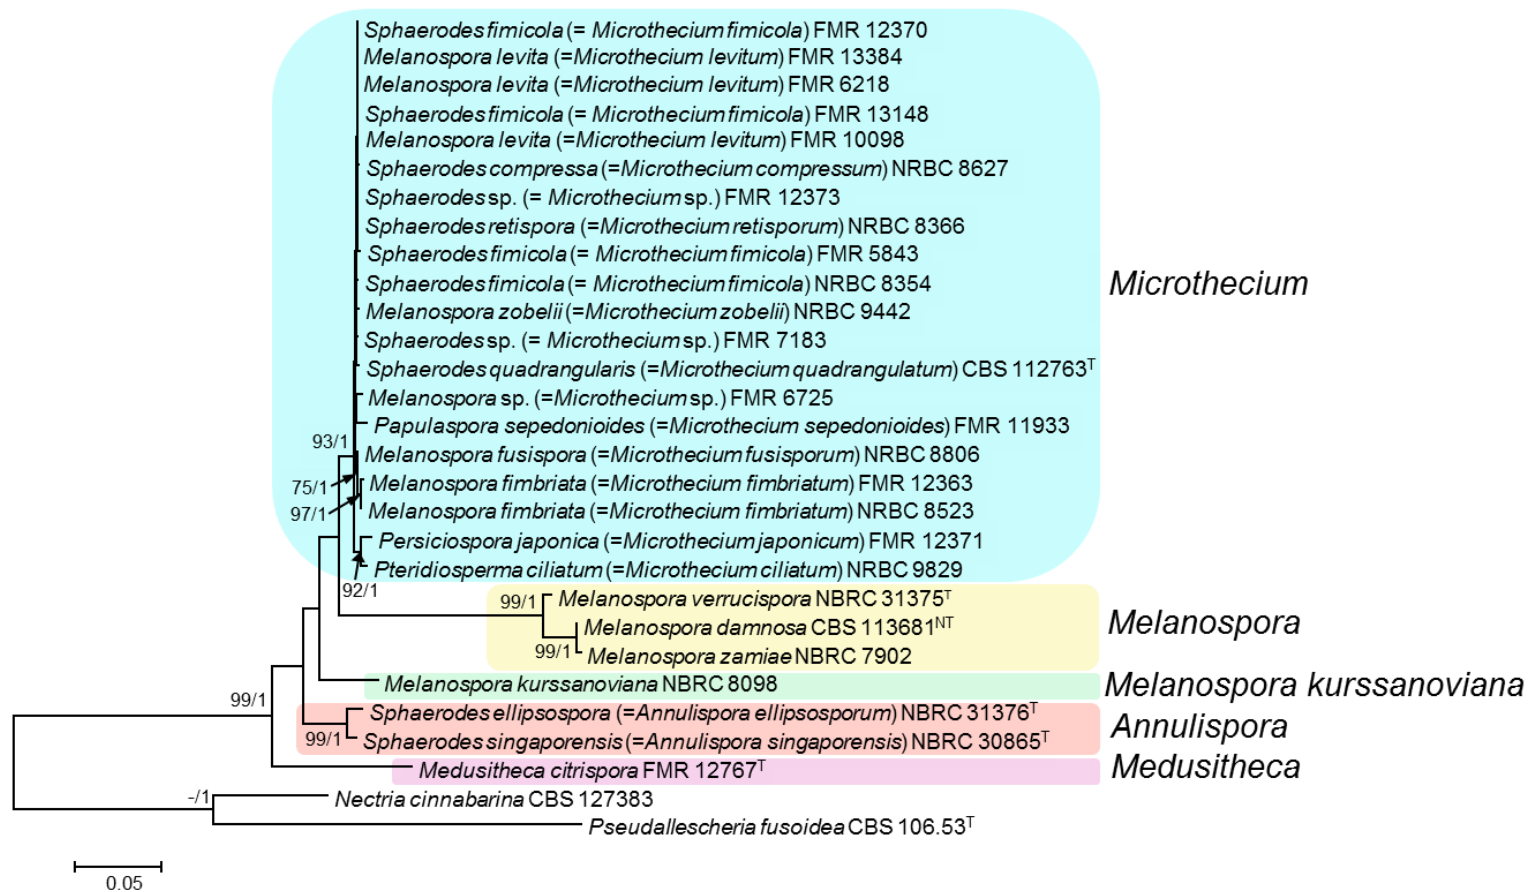 Sphaerodes fimicola (= Microthecium fimicola) FMR 12370
Melanospora levita (=Microthecium levitum) FMR 13384
Melanospora levita (=Microthecium levitum) FMR 6218
Sphaerodes fimicola (= Microthecium fimicola) FMR 13148
Melanospora levita (=Microthecium levitum) FMR 10098
Sphaerodes compressa (=Microthecium compressum) NRBC 8627
Sphaerodes sp. (= Microthecium sp.) FMR 12373
Sphaerodes retispora (=Microthecium retisporum) NRBC 8366
Sphaerodes fimicola (= Microthecium fimicola) FMR 5843
Sphaerodes fimicola (= Microthecium fimicola) NRBC 8354
Microthecium
Melanospora zobelii (=Microthecium zobelii) NRBC 9442
Sphaerodes sp. (= Microthecium sp.) FMR 7183
Sphaerodes quadrangularis (=Microthecium quadrangulatum) CBS 112763T
Melanospora sp. (=Microthecium sp.) FMR 6725
Papulaspora sepedonioides (=Microthecium sepedonioides) FMR 11933
93/1
Melanospora fusispora (=Microthecium fusisporum) NRBC 8806
75/1
Melanospora fimbriata (=Microthecium fimbriatum) FMR 12363
97/1
Melanospora fimbriata (=Microthecium fimbriatum) NRBC 8523
Persiciospora japonica (=Microthecium japonicum) FMR 12371
Pteridiosperma ciliatum (=Microthecium ciliatum) NRBC 9829
92/1
99/1
Melanospora verrucispora NBRC 31375T
Melanospora damnosa CBS 113681NT
Melanospora
99/1
Melanospora zamiae NBRC 7902
Melanospora kurssanoviana NBRC 8098
Melanospora kurssanoviana
99/1
Sphaerodes ellipsospora (=Annulispora ellipsosporum) NBRC 31376T
Annulispora
99/1
Sphaerodes singaporensis (=Annulispora singaporensis) NBRC 30865T
Medusitheca citrispora FMR 12767T
Medusitheca
-/1
Nectria cinnabarina CBS 127383
Pseudallescheria fusoidea CBS 106.53T
0.05